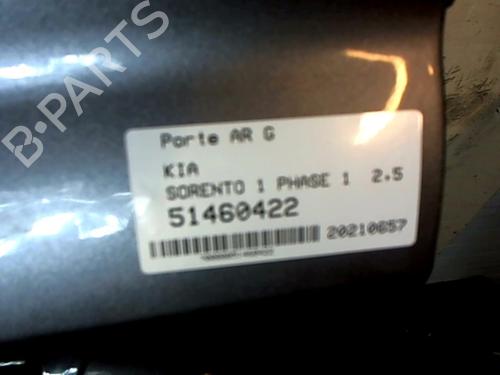 B-PARTS
Porte AR G
KIA
SORENTO 1 PHASE 1 2.5
51460422
20210657